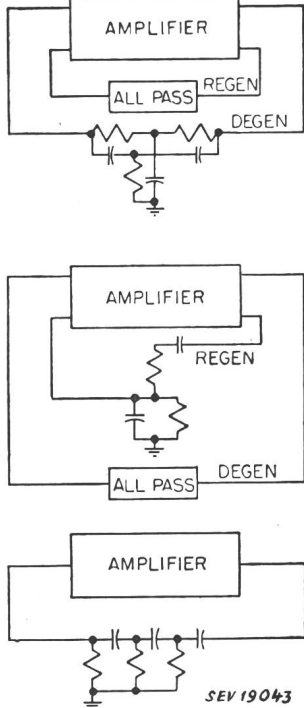 AMPLIFIER
REGEN
ALL PASS
DEGEN
AMPLIFIER
REGEN
ALL PASS
DEGEN
AMPLIFIER
SEV 19043